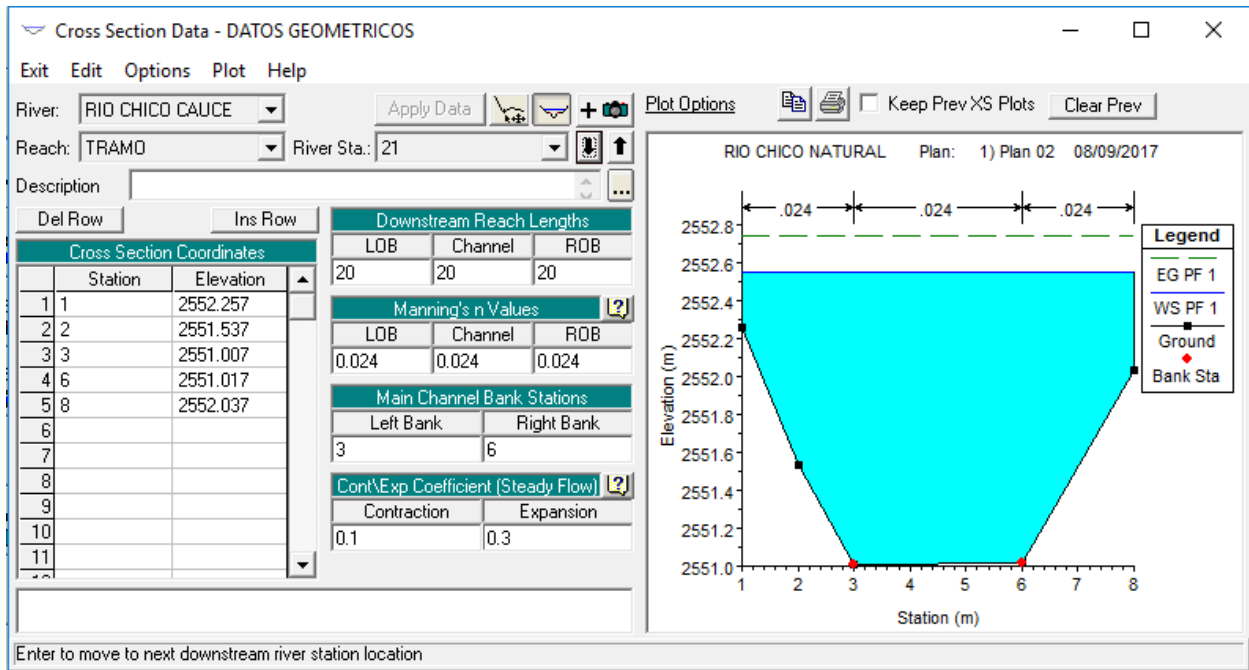 Cross Section Data - DATOS GEOMETRICOS
Exit Edit Options Plot Help
River: RIO CHICO CAUCE Apply Data + Plot Options Keep Prev XS Plots Clear Prev
Reach: TRAMO River Sta.: 21
Description ...
Del Row Ins Row
Cross Section Coordinates
Station Elevation
1 1 2552.257
2 2 2551.537
3 3 2551.007
4 6 2551.017
5 8 2552.037
6
7
8
9
10
11
Downstream Reach Lengths
LOB Channel ROB
20 20 20
Manning's n Values
LOB Channel ROB
0.024 0.024 0.024
Main Channel Bank Stations
Left Bank Right Bank
3 6
Cont\Exp Coefficient (Steady Flow)
Contraction Expansion
0.1 0.3
RIO CHICO NATURAL Plan: 1) Plan 02 08/09/2017
.024 .024 .024
2552.8
2552.6
2552.4
2552.2
2552.0
2551.8
2551.6
2551.4
2551.2
2551.0
Elevation (m)
1 2 3 4 5 6 7 8
Station (m)
Legend
EG PF 1
WS PF 1
Ground
Bank Sta
Enter to move to next downstream river station location